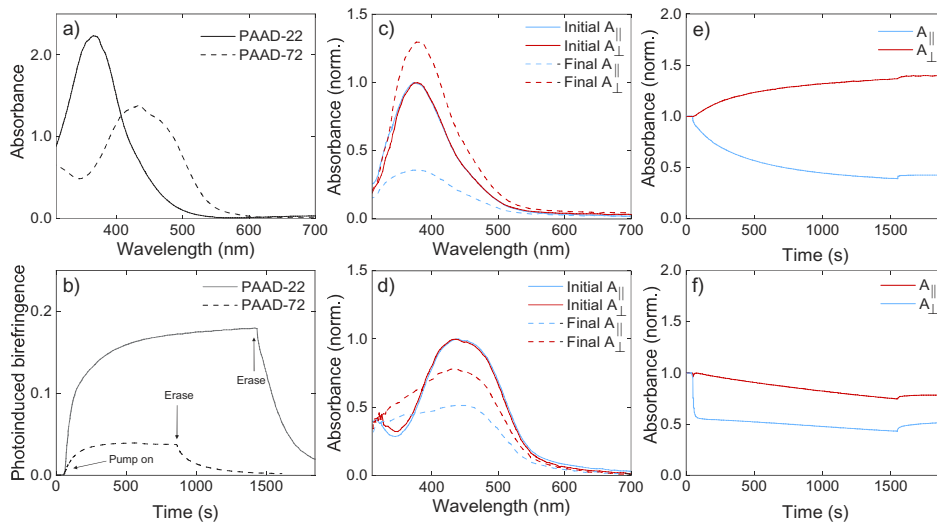 a)
PAAD-22
PAAD-72
2.0
1.0
0.0
Absorbance
400 500 600 700
Wavelength (nm)
b)
PAAD-22
PAAD-72
0.2
0.1
0.0
Photoinduced birefringence
Erase
Erase
Pump on
0 500 1000 1500
Time (s)
c)
Initial A||
Initial A⊥
Final A||
Final A⊥
1.5
1.0
0.5
0.0
Absorbance (norm.)
400 500 600 700
Wavelength (nm)
d)
Initial A||
Initial A⊥
Final A||
Final A⊥
1.5
1.0
0.5
0.0
Absorbance (norm.)
400 500 600 700
Wavelength (nm)
e)
A||
A⊥
2.0
1.5
1.0
0.5
0.0
Absorbance (norm.)
0 500 1000 1500
Time (s)
f)
A||
A⊥
2.0
1.5
1.0
0.5
0.0
Absorbance (norm.)
0 500 1000 1500
Time (s)